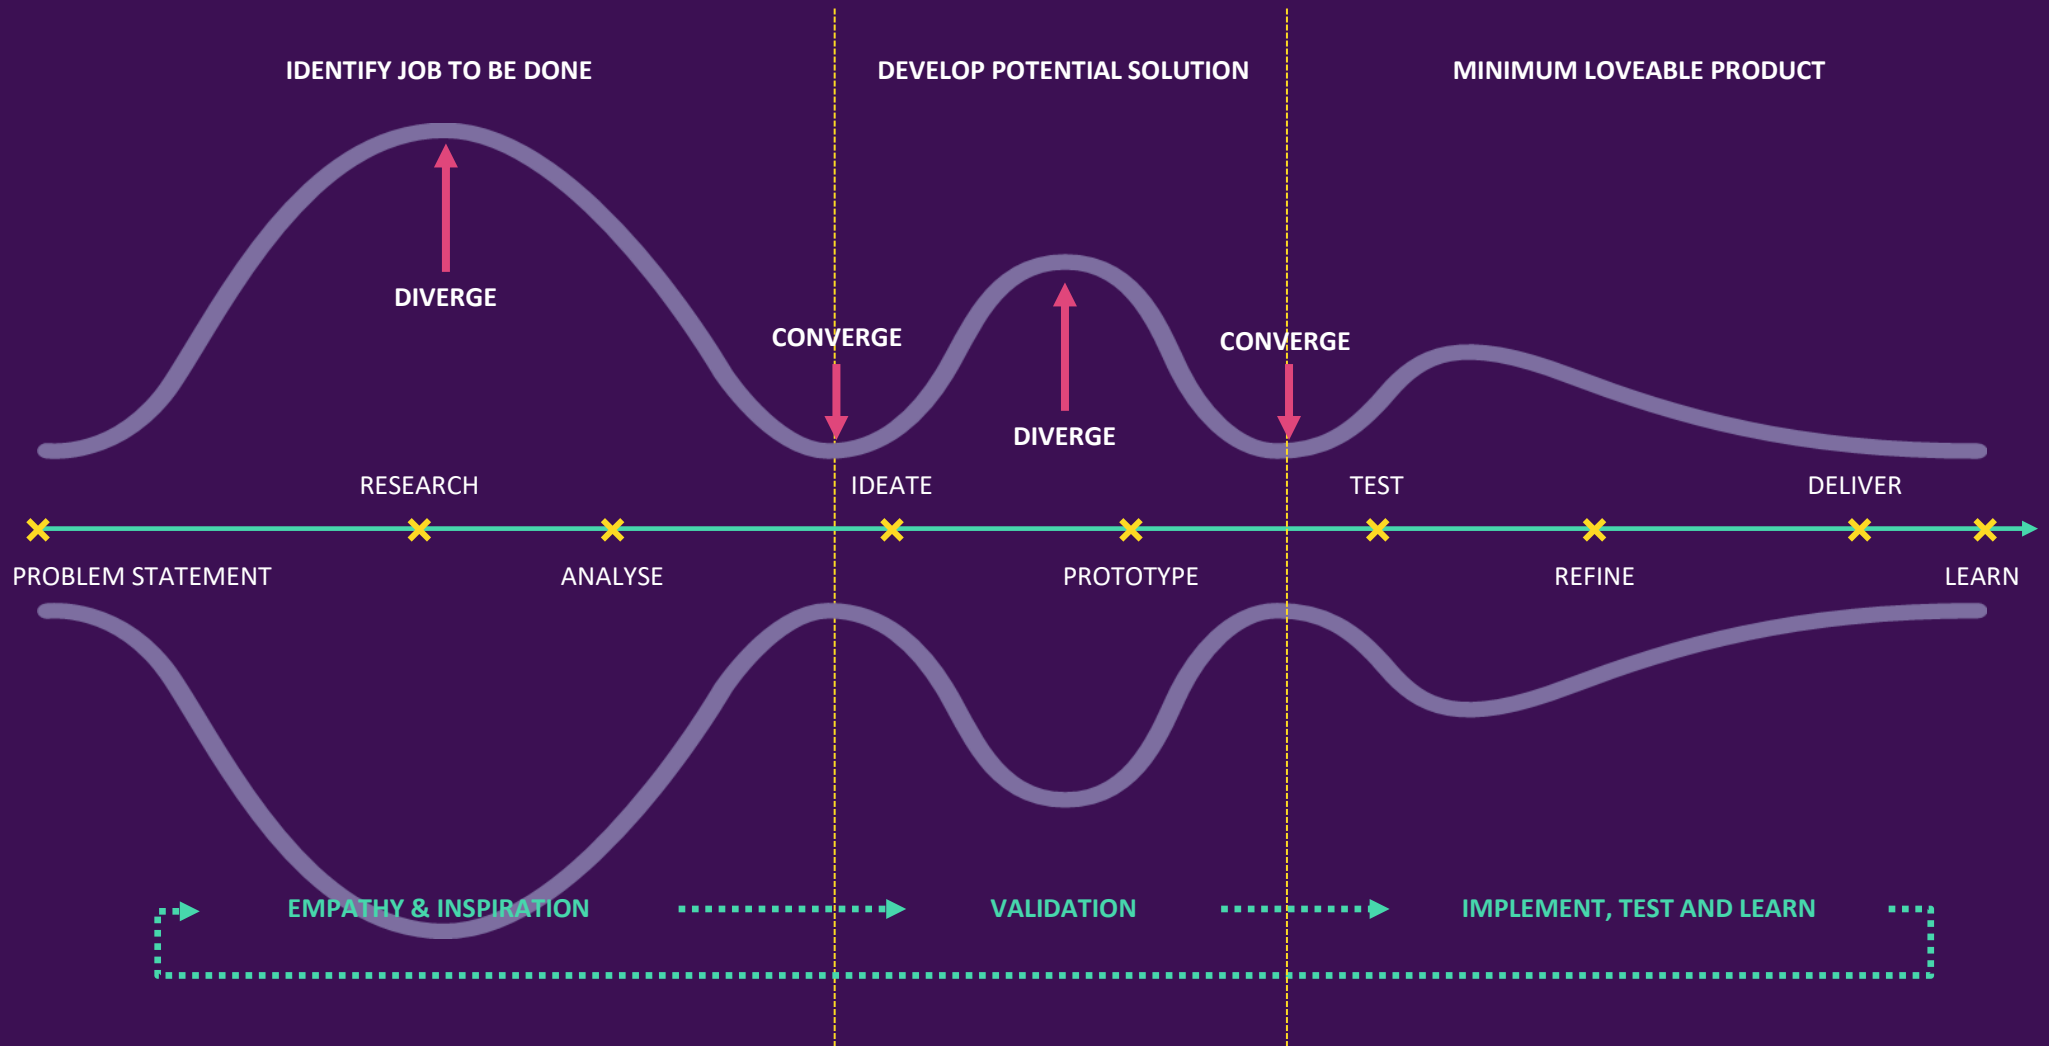 IDENTIFY JOB TO BE DONE
DEVELOP POTENTIAL SOLUTION
MINIMUM LOVEABLE PRODUCT
DIVERGE
CONVERGE
DIVERGE
CONVERGE
RESEARCH
IDEATE
TEST
DELIVER
PROBLEM STATEMENT
ANALYSE
PROTOTYPE
REFINE
LEARN
EMPATHY & INSPIRATION
VALIDATION
IMPLEMENT, TEST AND LEARN